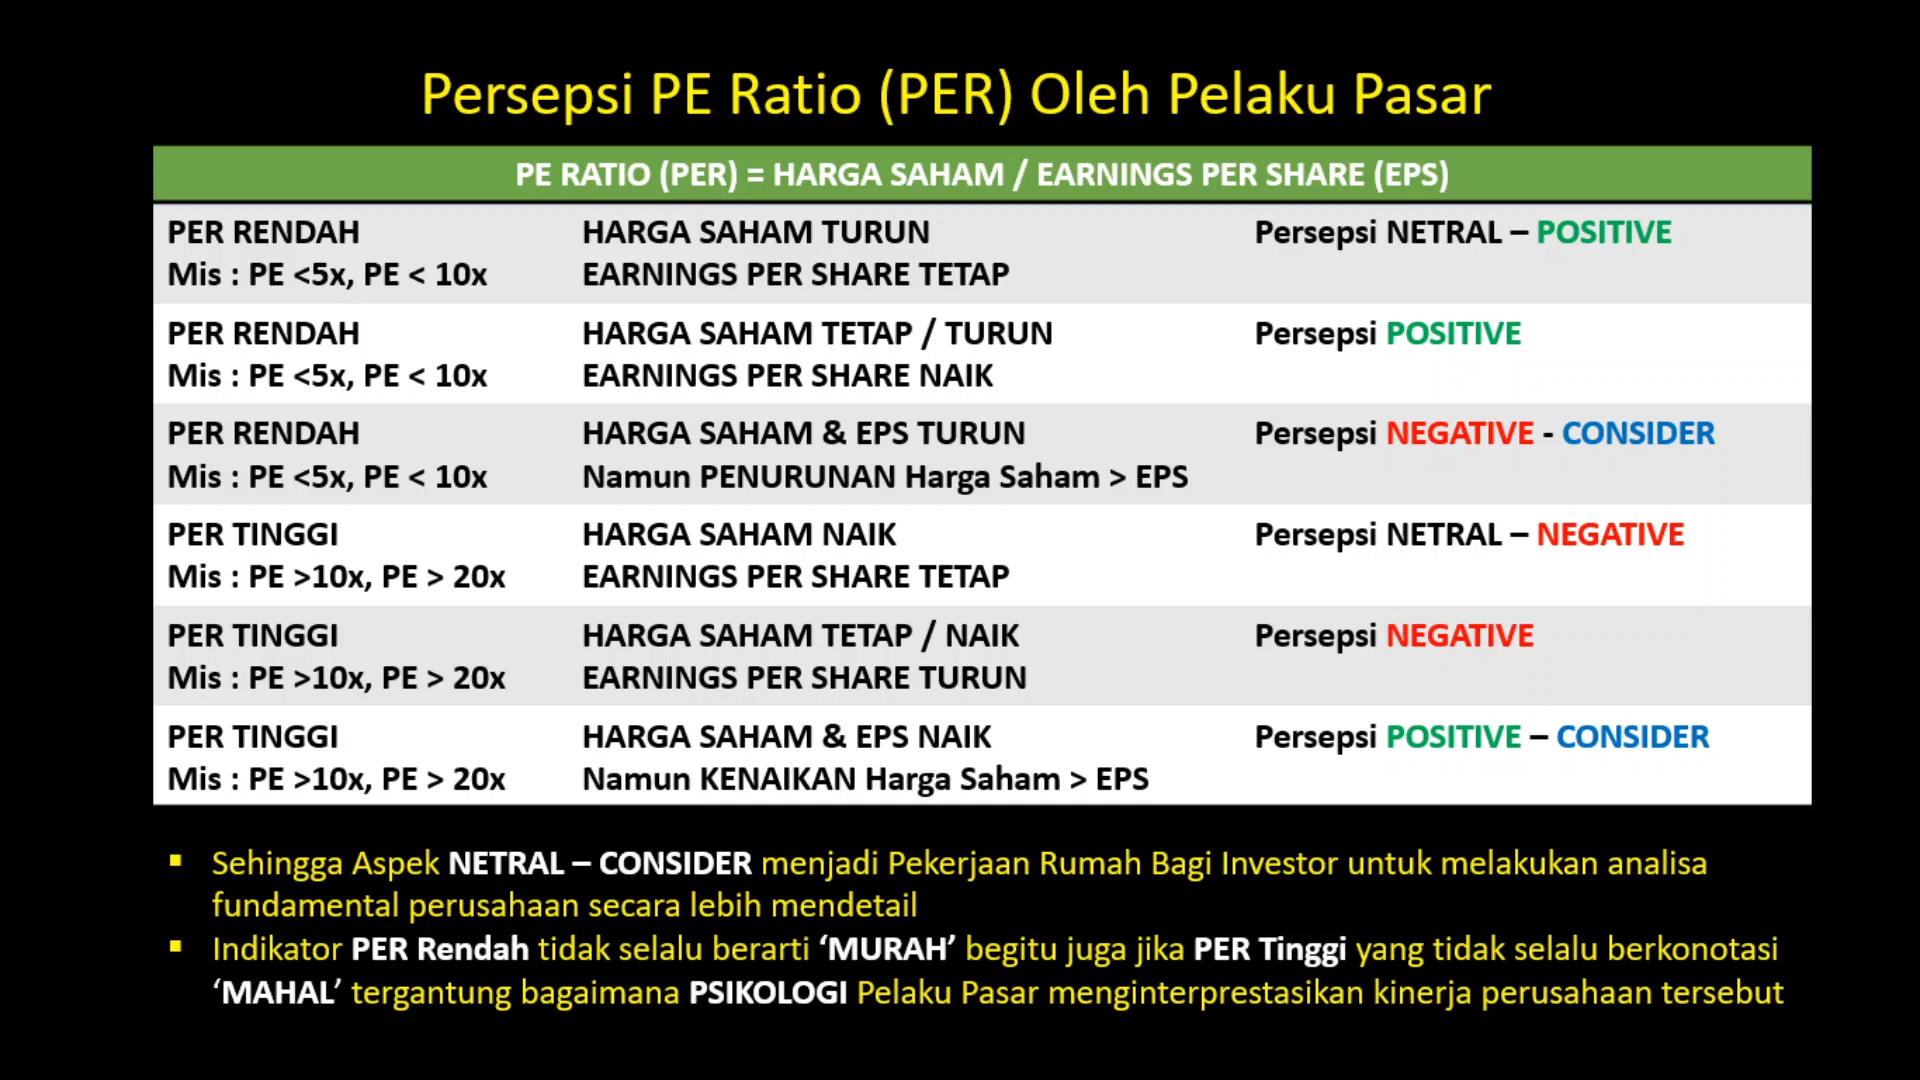 Persepsi PE Ratio (PER) Oleh Pelaku Pasar
PE RATIO (PER) = HARGA SAHAM / EARNINGS PER SHARE (EPS)
PER RENDAH HARGA SAHAM TURUN Persepsi NETRAL – POSITIVE
Mis : PE <5x, PE < 10x EARNINGS PER SHARE TETAP
PER RENDAH HARGA SAHAM TETAP / TURUN Persepsi POSITIVE
Mis : PE <5x, PE < 10x EARNINGS PER SHARE NAIK
PER RENDAH HARGA SAHAM & EPS TURUN Persepsi NEGATIVE - CONSIDER
Mis : PE <5x, PE < 10x Namun PENURUNAN Harga Saham > EPS
PER TINGGI HARGA SAHAM NAIK Persepsi NETRAL – NEGATIVE
Mis : PE >10x, PE > 20x EARNINGS PER SHARE TETAP
PER TINGGI HARGA SAHAM TETAP / NAIK Persepsi NEGATIVE
Mis : PE >10x, PE > 20x EARNINGS PER SHARE TURUN
PER TINGGI HARGA SAHAM & EPS NAIK Persepsi POSITIVE – CONSIDER
Mis : PE >10x, PE > 20x Namun KENAIKAN Harga Saham > EPS
▪ Sehingga Aspek NETRAL – CONSIDER menjadi Pekerjaan Rumah Bagi Investor untuk melakukan analisa
fundamental perusahaan secara lebih mendetail
▪ Indikator PER Rendah tidak selalu berarti ‘MURAH’ begitu juga jika PER Tinggi yang tidak selalu berkonotasi
‘MAHAL’ tergantung bagaimana PSIKOLOGI Pelaku Pasar menginterprestasikan kinerja perusahaan tersebut